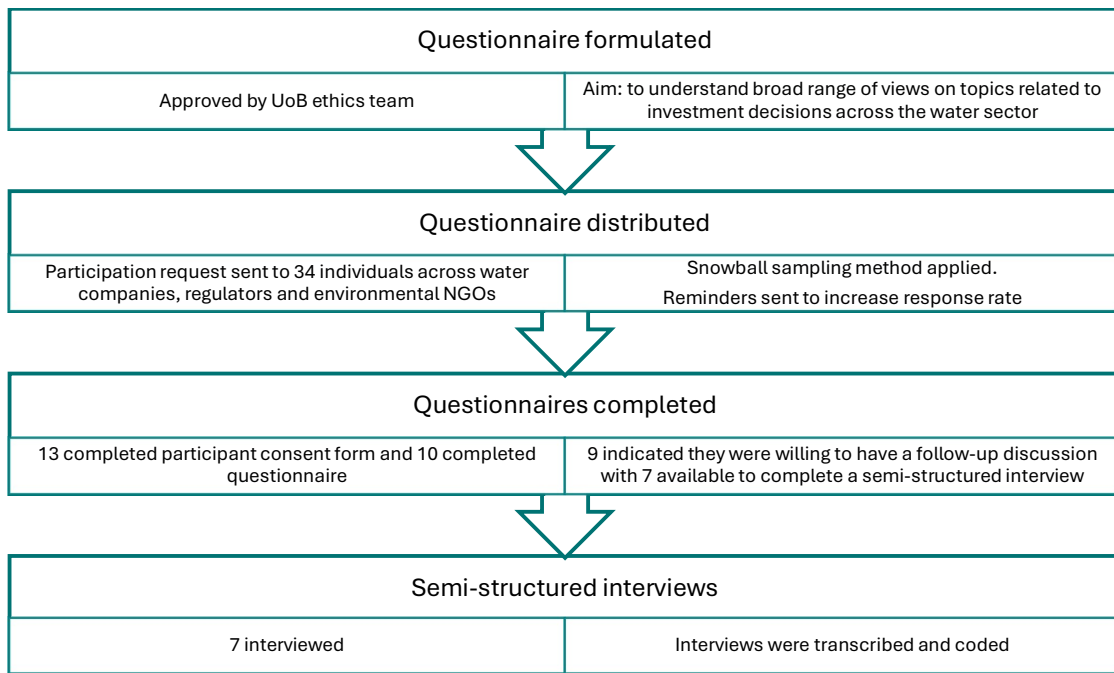 Questionnaire formulated
Approved by UoB ethics team
Aim: to understand broad range of views on topics related to
investment decisions across the water sector
Questionnaire distributed
Participation request sent to 34 individuals across water
companies, regulators and environmental NGOs
Snowball sampling method applied.
Reminders sent to increase response rate
Questionnaires completed
13 completed participant consent form and 10 completed
questionnaire
9 indicated they were willing to have a follow-up discussion
with 7 available to complete a semi-structured interview
Semi-structured interviews
7 interviewed
Interviews were transcribed and coded